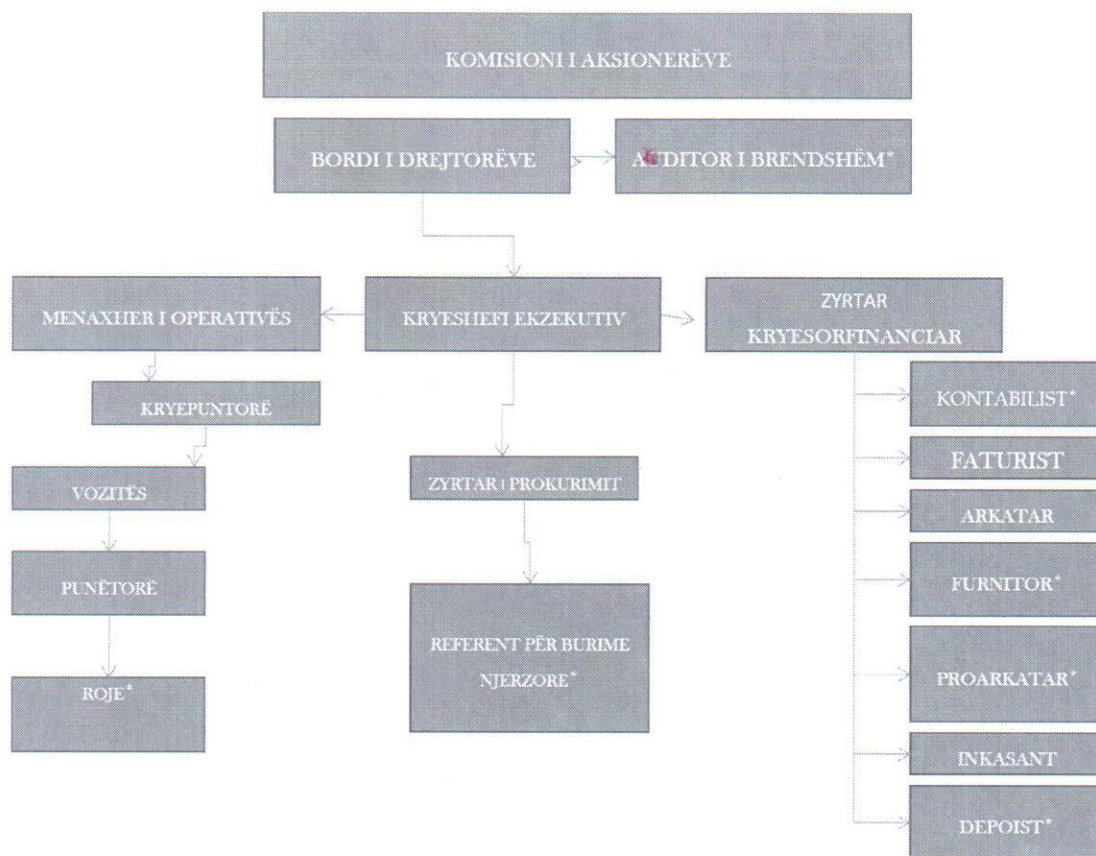 KOMISIONI I AKSIONERËVE
BORDI I DREJTORËVE
AUDITOR I BRENDSHËM*
MENAXHER I OPERATIVËS
KRYESHEFI EKZEKUTIV
ZYRTAR
KRYESORFINANCIAR
KRYEPUNTORË
VOZITËS
PUNËTORË
ROJE*
ZYRTAR I PROKURIMIT
REFERENT PËR BURIME
NJERZORE*
KONTABILIST*
FATURIST
ARKATAR
FURNITOR*
PROARKATAR*
INKASANT
DEPOIST*